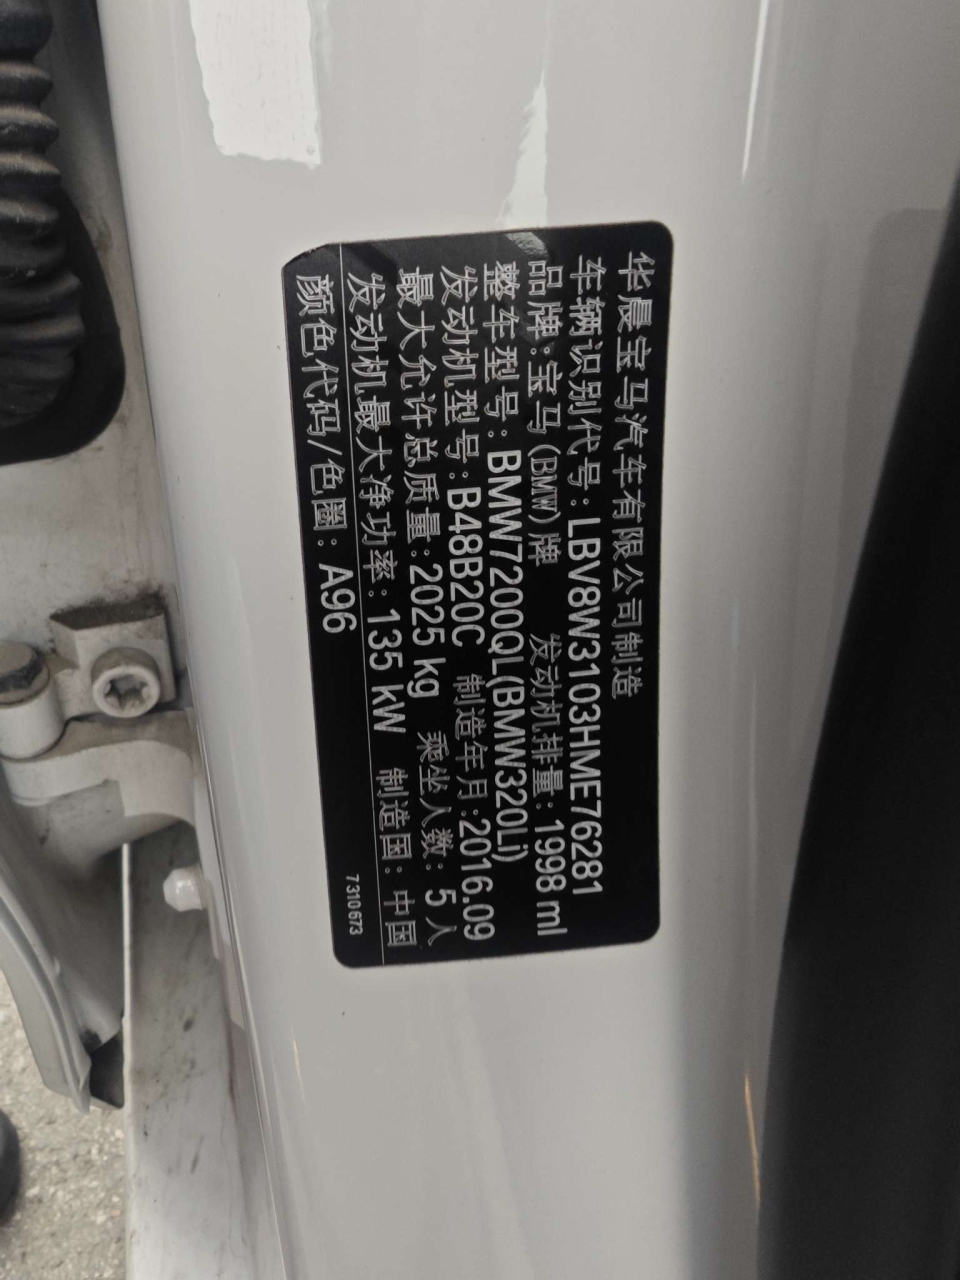 华晨宝马汽车有限公司制造
车辆识别代号：LBV8W3103HME76281
品牌：宝马(BMW)牌 发动机排量：1998 ml
整车型号：BMW7200QL(BMW320Li)
发动机型号：B48B20C 制造年月：2016.09
最大允许总质量：2025 kg 乘坐人数：5 人
发动机最大净功率：135 kW 制造国：中国
颜色代码/色圈：A96 7310673